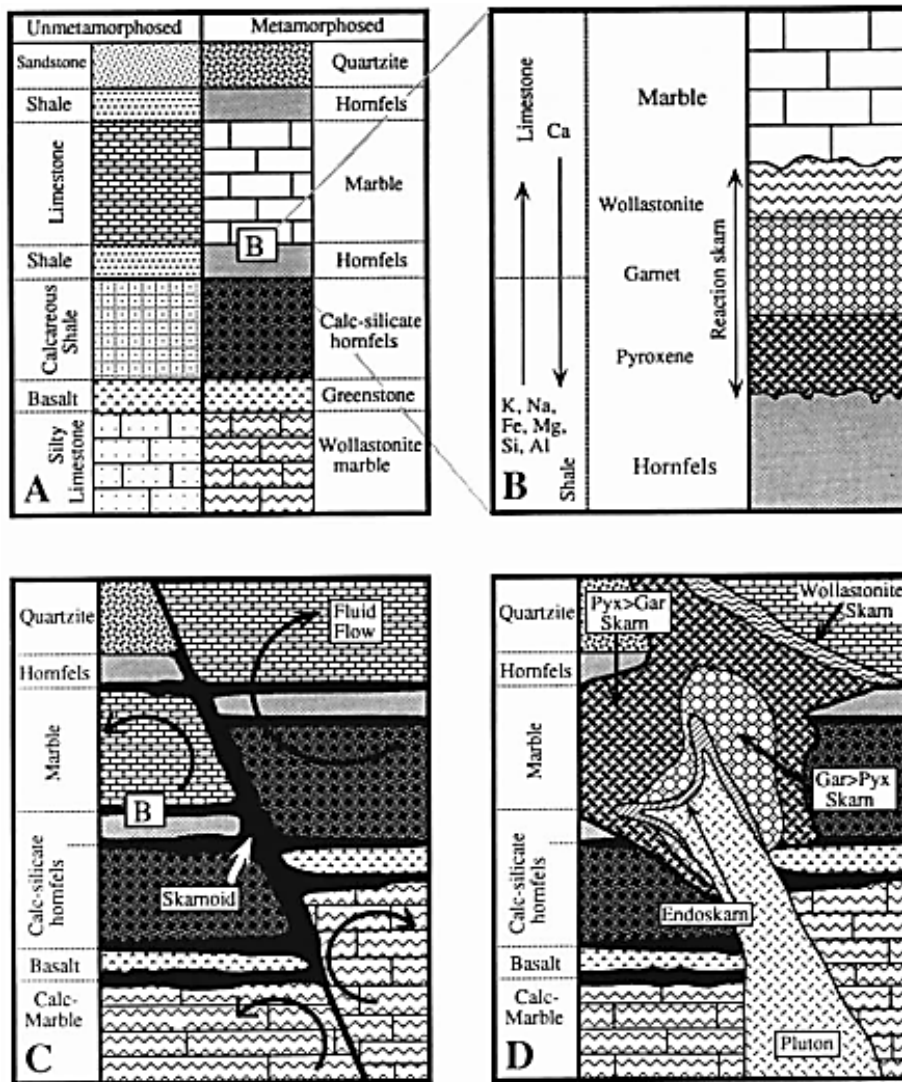 Unmetamorphosed Metamorphosed
Sandstone
Quartzite
Shale
Hornfels
Limestone
Marble
B
Shale
Hornfels
Calcareous
Shale
Calc-silicate
hornfels
Basalt
Greenstone
Silty
Limestone
Wollastonite
marble
A
Limestone
Ca
Marble
Wollastonite
Garnet
Reaction skarn
Pyroxene
K, Na,
Fe, Mg,
Si, Al
Shale
Hornfels
B
Quartzite
Fluid
Flow
Hornfels
Marble
B
Calc-silicate
hornfels
Skarnoid
Basalt
Calc-
Marble
C
Quartzite
Pyx>Gar
Skarn
Wollastonite
Skarn
Hornfels
Marble
Gar>Pyx
Skarn
Calc-silicate
hornfels
Endoskarn
Basalt
Calc-
Marble
Pluton
D